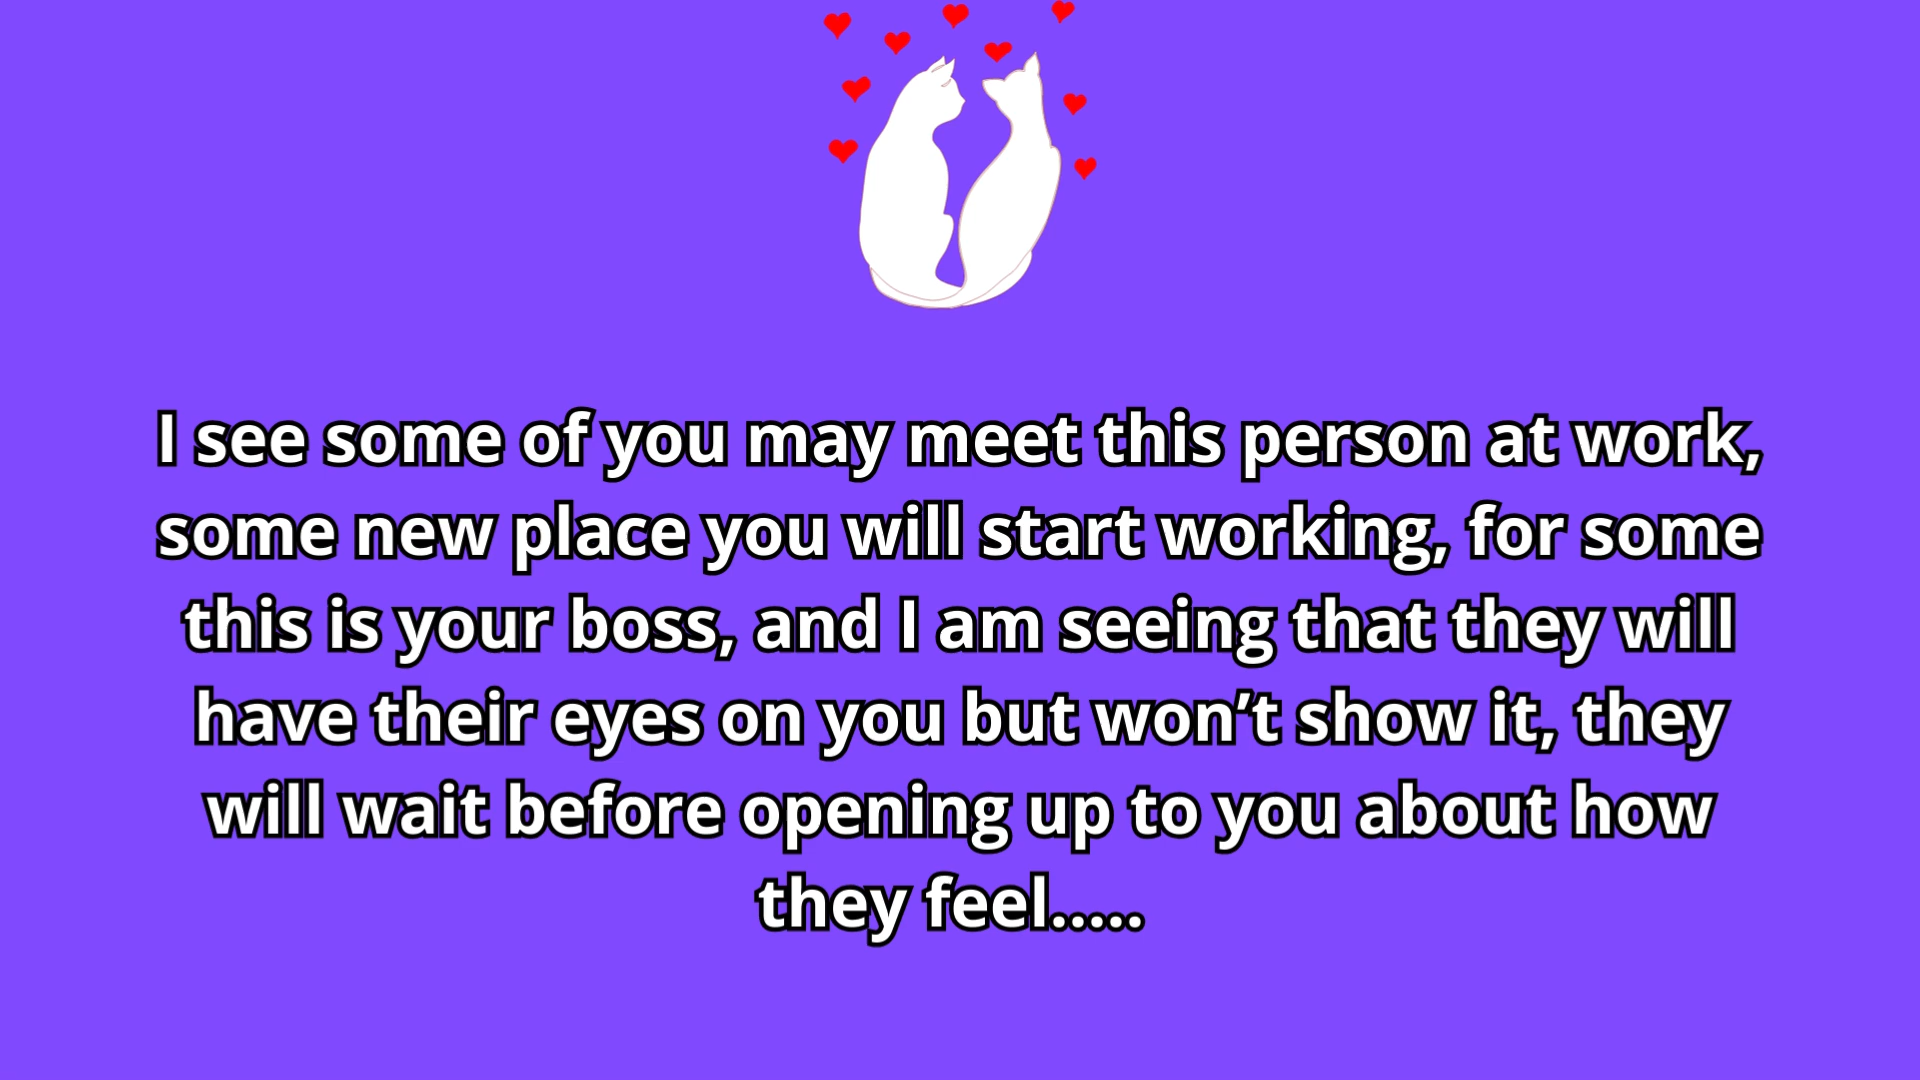 I see some of you may meet this person at work,
some new place you will start working, for some
this is your boss, and I am seeing that they will
have their eyes on you but won’t show it, they
will wait before opening up to you about how
they feel.....